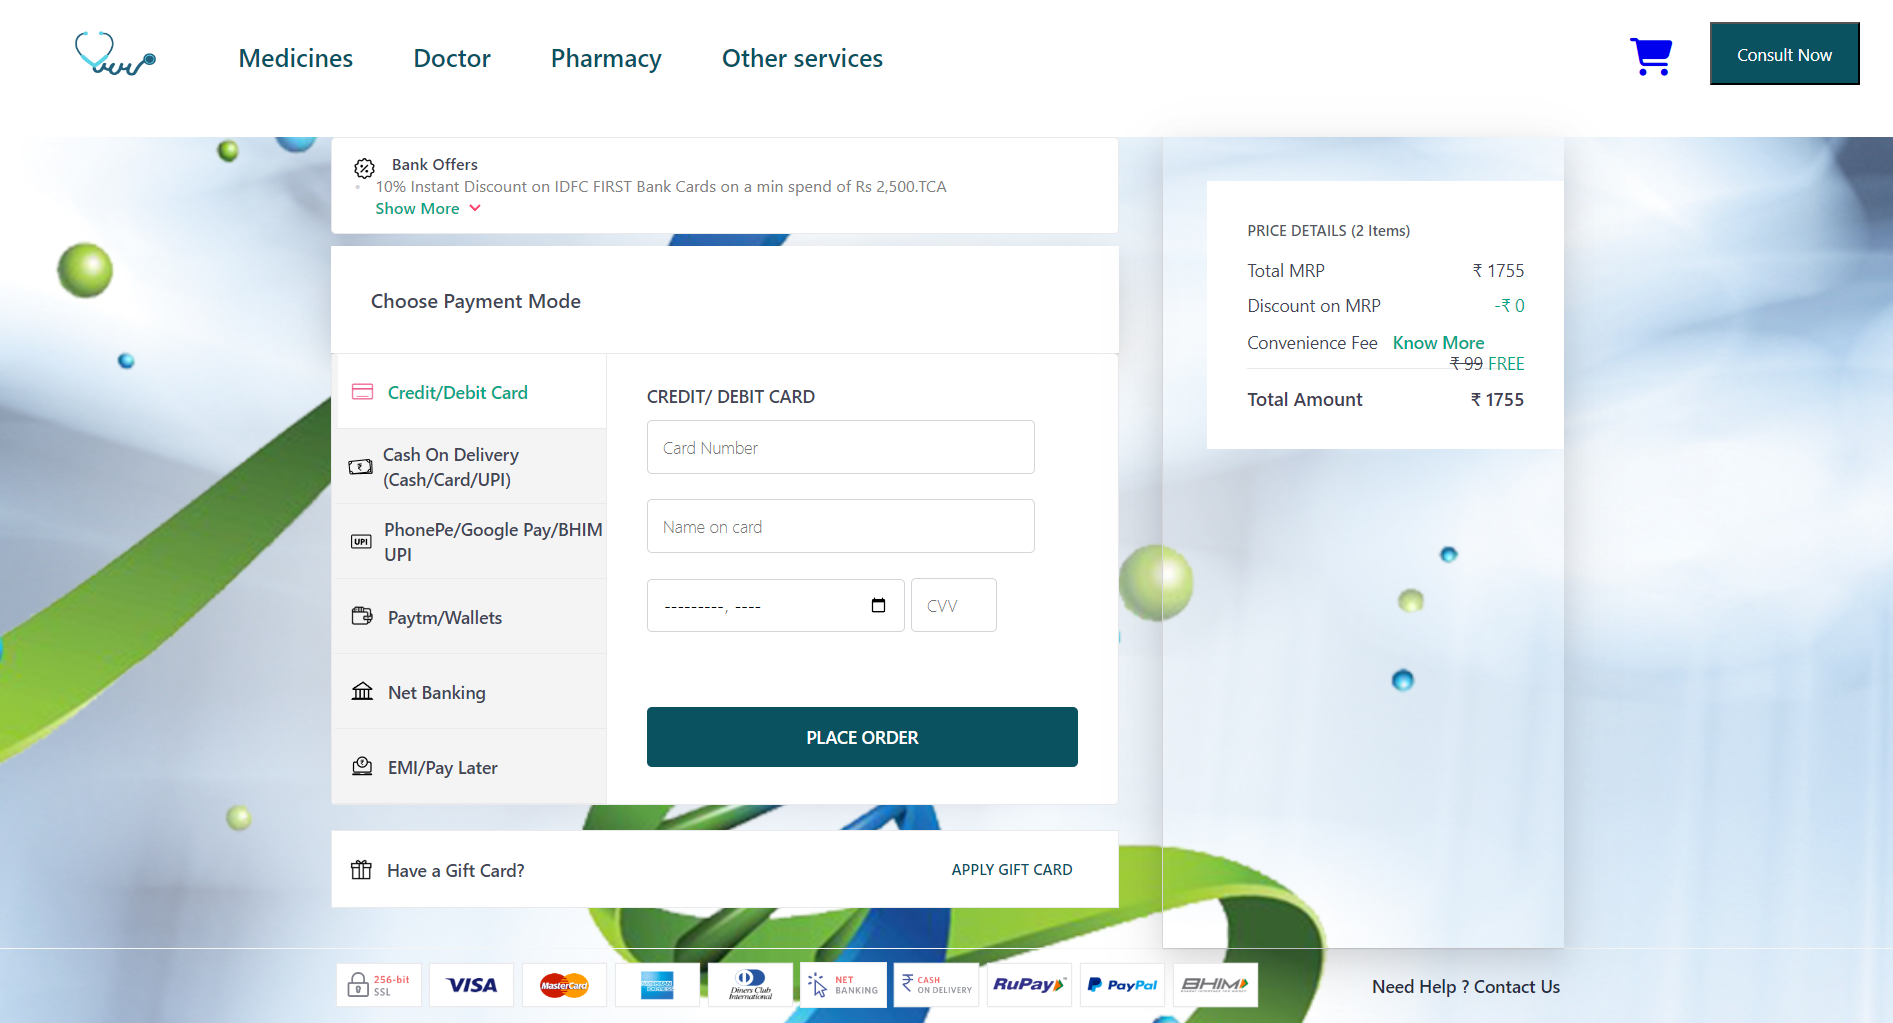 Medicines
Doctor
Pharmacy
Other services
Consult Now
Bank Offers
10% Instant Discount on IDFC FIRST Bank Cards on a min spend of Rs 2,500.TCA
Show More
Choose Payment Mode
Credit/Debit Card
Cash On Delivery
(Cash/Card/UPI)
UPI
PhonePe/Google Pay/BHIM
UPI
Paytm/Wallets
Net Banking
EMI/Pay Later
CREDIT/ DEBIT CARD
Card Number
Name on card
---------, ----
CVV
PLACE ORDER
Have a Gift Card?
APPLY GIFT CARD
PRICE DETAILS (2 Items)
Total MRP ₹ 1755
Discount on MRP -₹ 0
Convenience Fee Know More
₹ 99 FREE
Total Amount ₹ 1755
256-bit
SSL
VISA
MasterCard
AMERICAN
EXPRESS
Diners Club
International
NET
BANKING
CASH
ON DELIVERY
RuPay
PayPal
BHIM
Need Help ? Contact Us